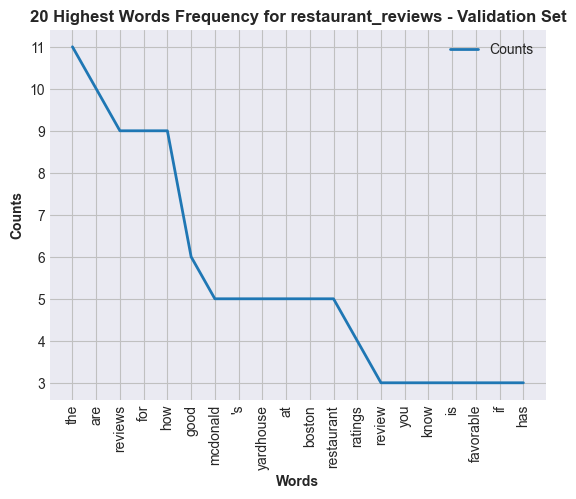 20 Highest Words Frequency for restaurant_reviews - Validation Set
Counts
11
10
9
8
7
6
5
4
3
Counts
the
are
reviews
for
how
good
mcdonald
's
yardhouse
at
boston
restaurant
ratings
review
you
know
is
favorable
if
has
Words